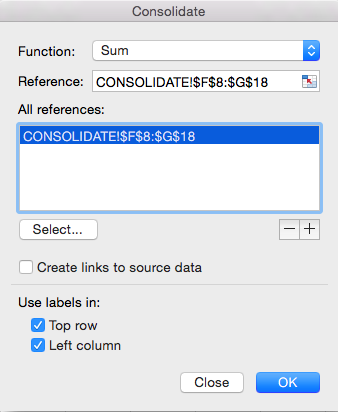 Consolidate
Function: Sum
Reference: CONSOLIDATE!$F$8:$G$18
All references:
CONSOLIDATE!$F$8:$G$18
Select... − +
Create links to source data
Use labels in:
Top row
Left column
Close OK